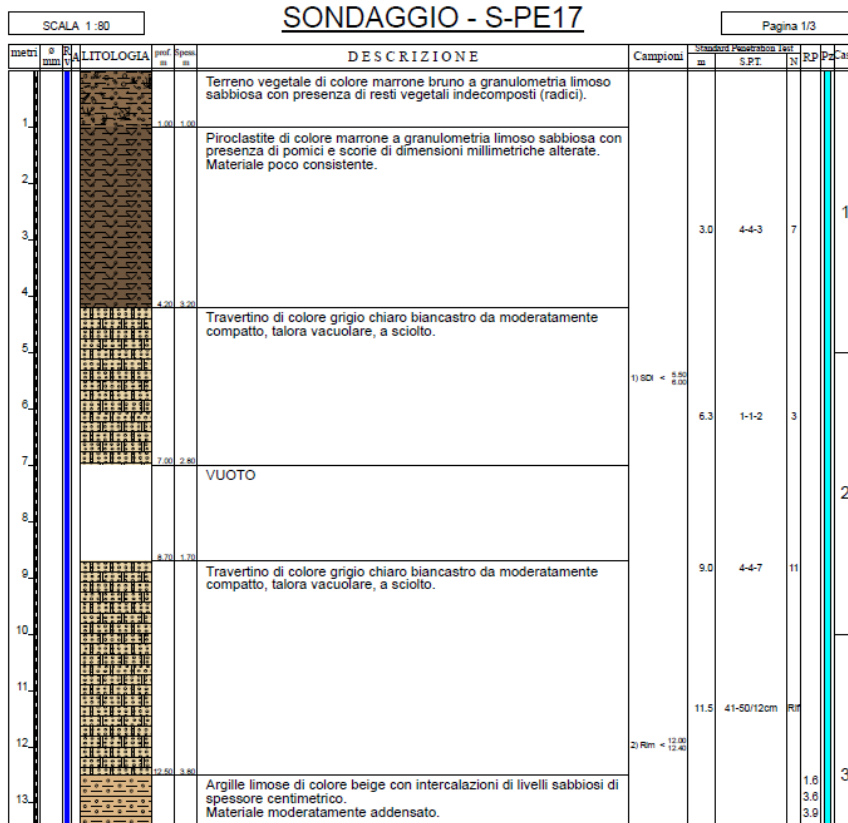 SCALA 1 :80
SONDAGGIO - S-PE17
Pagina 1/3
metri ø mm R v A LITOLOGIA prof. m Spess. m DESCRIZIONE Campioni Standard Penetration Test m S.P.T. N RP Pz Cas
Terreno vegetale di colore marrone bruno a granulometria limoso
sabbiosa con presenza di resti vegetali indecomposti (radici).
1 1.00 1.00
Piroclastite di colore marrone a granulometria limoso sabbiosa con
presenza di pomici e scorie di dimensioni millimetriche alterate.
Materiale poco consistente.
2
1
3.0 4-4-3 7
3
4
4.20 3.20
Travertino di colore grigio chiaro biancastro da moderatamente
compatto, talora vacuolare, a sciolto.
5
1) SDI < 5.50 6.00
6
6.3 1-1-2 3
7 7.00 2.80
VUOTO
2
8
8.70 1.70
9.0 4-4-7 11
Travertino di colore grigio chiaro biancastro da moderatamente
9
compatto, talora vacuolare, a sciolto.
10
11
11.5 41-50/12cm Rif
12
2) Rim < 12.00 12.40
12.50 3.80
3
Argille limose di colore beige con intercalazioni di livelli sabbiosi di 1.6
spessore centimetrico. 3.6
13
Materiale moderatamente addensato. 3.9